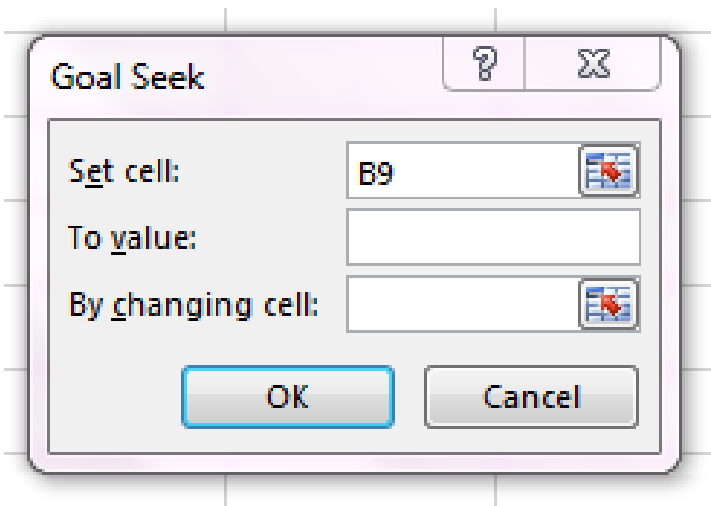 Goal Seek
Set cell: B9
To value:
By changing cell:
OK Cancel